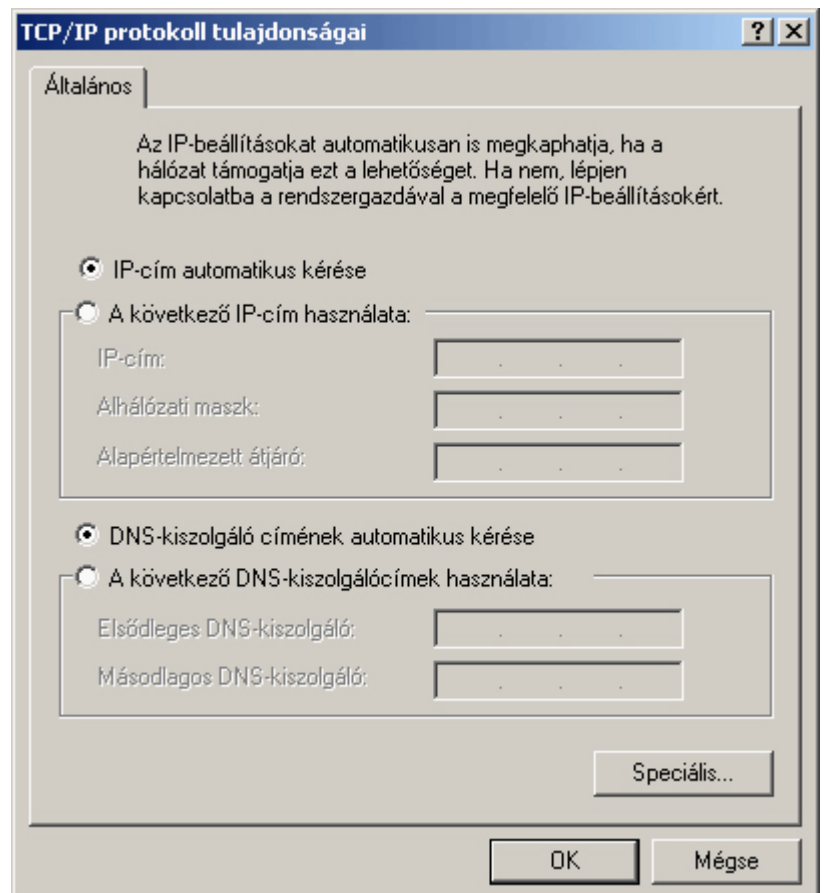 TCP/IP protokoll tulajdonságai
Általános
Az IP-beállításokat automatikusan is megkaphatja, ha a
hálózat támogatja ezt a lehetőséget. Ha nem, lépjen
kapcsolatba a rendszergazdával a megfelelő IP-beállításokért.
IP-cím automatikus kérése
A következő IP-cím használata:
IP-cím:
Alhálózati maszk:
Alapértelmezett átjáró:
DNS-kiszolgáló címének automatikus kérése
A következő DNS-kiszolgálócímek használata:
Elsődleges DNS-kiszolgáló:
Másodlagos DNS-kiszolgáló:
Speciális...
OK
Mégse